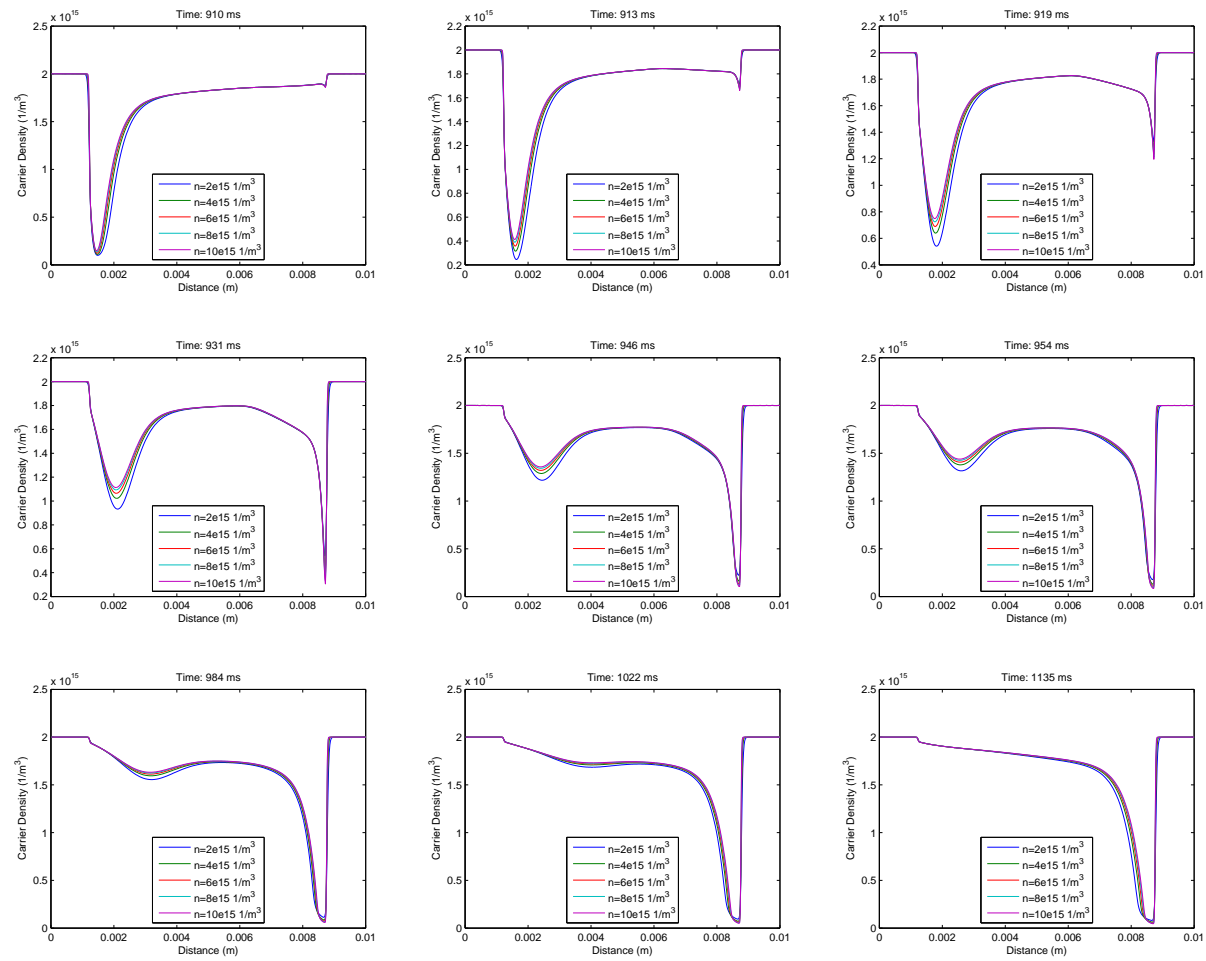 Time: 910 ms
x 10^15
2.5
2
1.5
1
0.5
0
Carrier Density (1/m^3)
n=2e15 1/m^3
n=4e15 1/m^3
n=6e15 1/m^3
n=8e15 1/m^3
n=10e15 1/m^3
0 0.002 0.004 0.006 0.008 0.01
Distance (m)
Time: 913 ms
x 10^15
2.2
2
1.8
1.6
1.4
1.2
1
0.8
0.6
0.4
0.2
Carrier Density (1/m^3)
n=2e15 1/m^3
n=4e15 1/m^3
n=6e15 1/m^3
n=8e15 1/m^3
n=10e15 1/m^3
0 0.002 0.004 0.006 0.008 0.01
Distance (m)
Time: 919 ms
x 10^15
2.2
2
1.8
1.6
1.4
1.2
1
0.8
0.6
0.4
Carrier Density (1/m^3)
n=2e15 1/m^3
n=4e15 1/m^3
n=6e15 1/m^3
n=8e15 1/m^3
n=10e15 1/m^3
0 0.002 0.004 0.006 0.008 0.01
Distance (m)
Time: 931 ms
x 10^15
2.2
2
1.8
1.6
1.4
1.2
1
0.8
0.6
0.4
0.2
Carrier Density (1/m^3)
n=2e15 1/m^3
n=4e15 1/m^3
n=6e15 1/m^3
n=8e15 1/m^3
n=10e15 1/m^3
0 0.002 0.004 0.006 0.008 0.01
Distance (m)
Time: 946 ms
x 10^15
2.5
2
1.5
1
0.5
0
Carrier Density (1/m^3)
n=2e15 1/m^3
n=4e15 1/m^3
n=6e15 1/m^3
n=8e15 1/m^3
n=10e15 1/m^3
0 0.002 0.004 0.006 0.008 0.01
Distance (m)
Time: 954 ms
x 10^15
2.5
2
1.5
1
0.5
0
Carrier Density (1/m^3)
n=2e15 1/m^3
n=4e15 1/m^3
n=6e15 1/m^3
n=8e15 1/m^3
n=10e15 1/m^3
0 0.002 0.004 0.006 0.008 0.01
Distance (m)
Time: 984 ms
x 10^15
2.5
2
1.5
1
0.5
0
Carrier Density (1/m^3)
n=2e15 1/m^3
n=4e15 1/m^3
n=6e15 1/m^3
n=8e15 1/m^3
n=10e15 1/m^3
0 0.002 0.004 0.006 0.008 0.01
Distance (m)
Time: 1022 ms
x 10^15
2.5
2
1.5
1
0.5
0
Carrier Density (1/m^3)
n=2e15 1/m^3
n=4e15 1/m^3
n=6e15 1/m^3
n=8e15 1/m^3
n=10e15 1/m^3
0 0.002 0.004 0.006 0.008 0.01
Distance (m)
Time: 1135 ms
x 10^15
2.5
2
1.5
1
0.5
0
Carrier Density (1/m^3)
n=2e15 1/m^3
n=4e15 1/m^3
n=6e15 1/m^3
n=8e15 1/m^3
n=10e15 1/m^3
0 0.002 0.004 0.006 0.008 0.01
Distance (m)